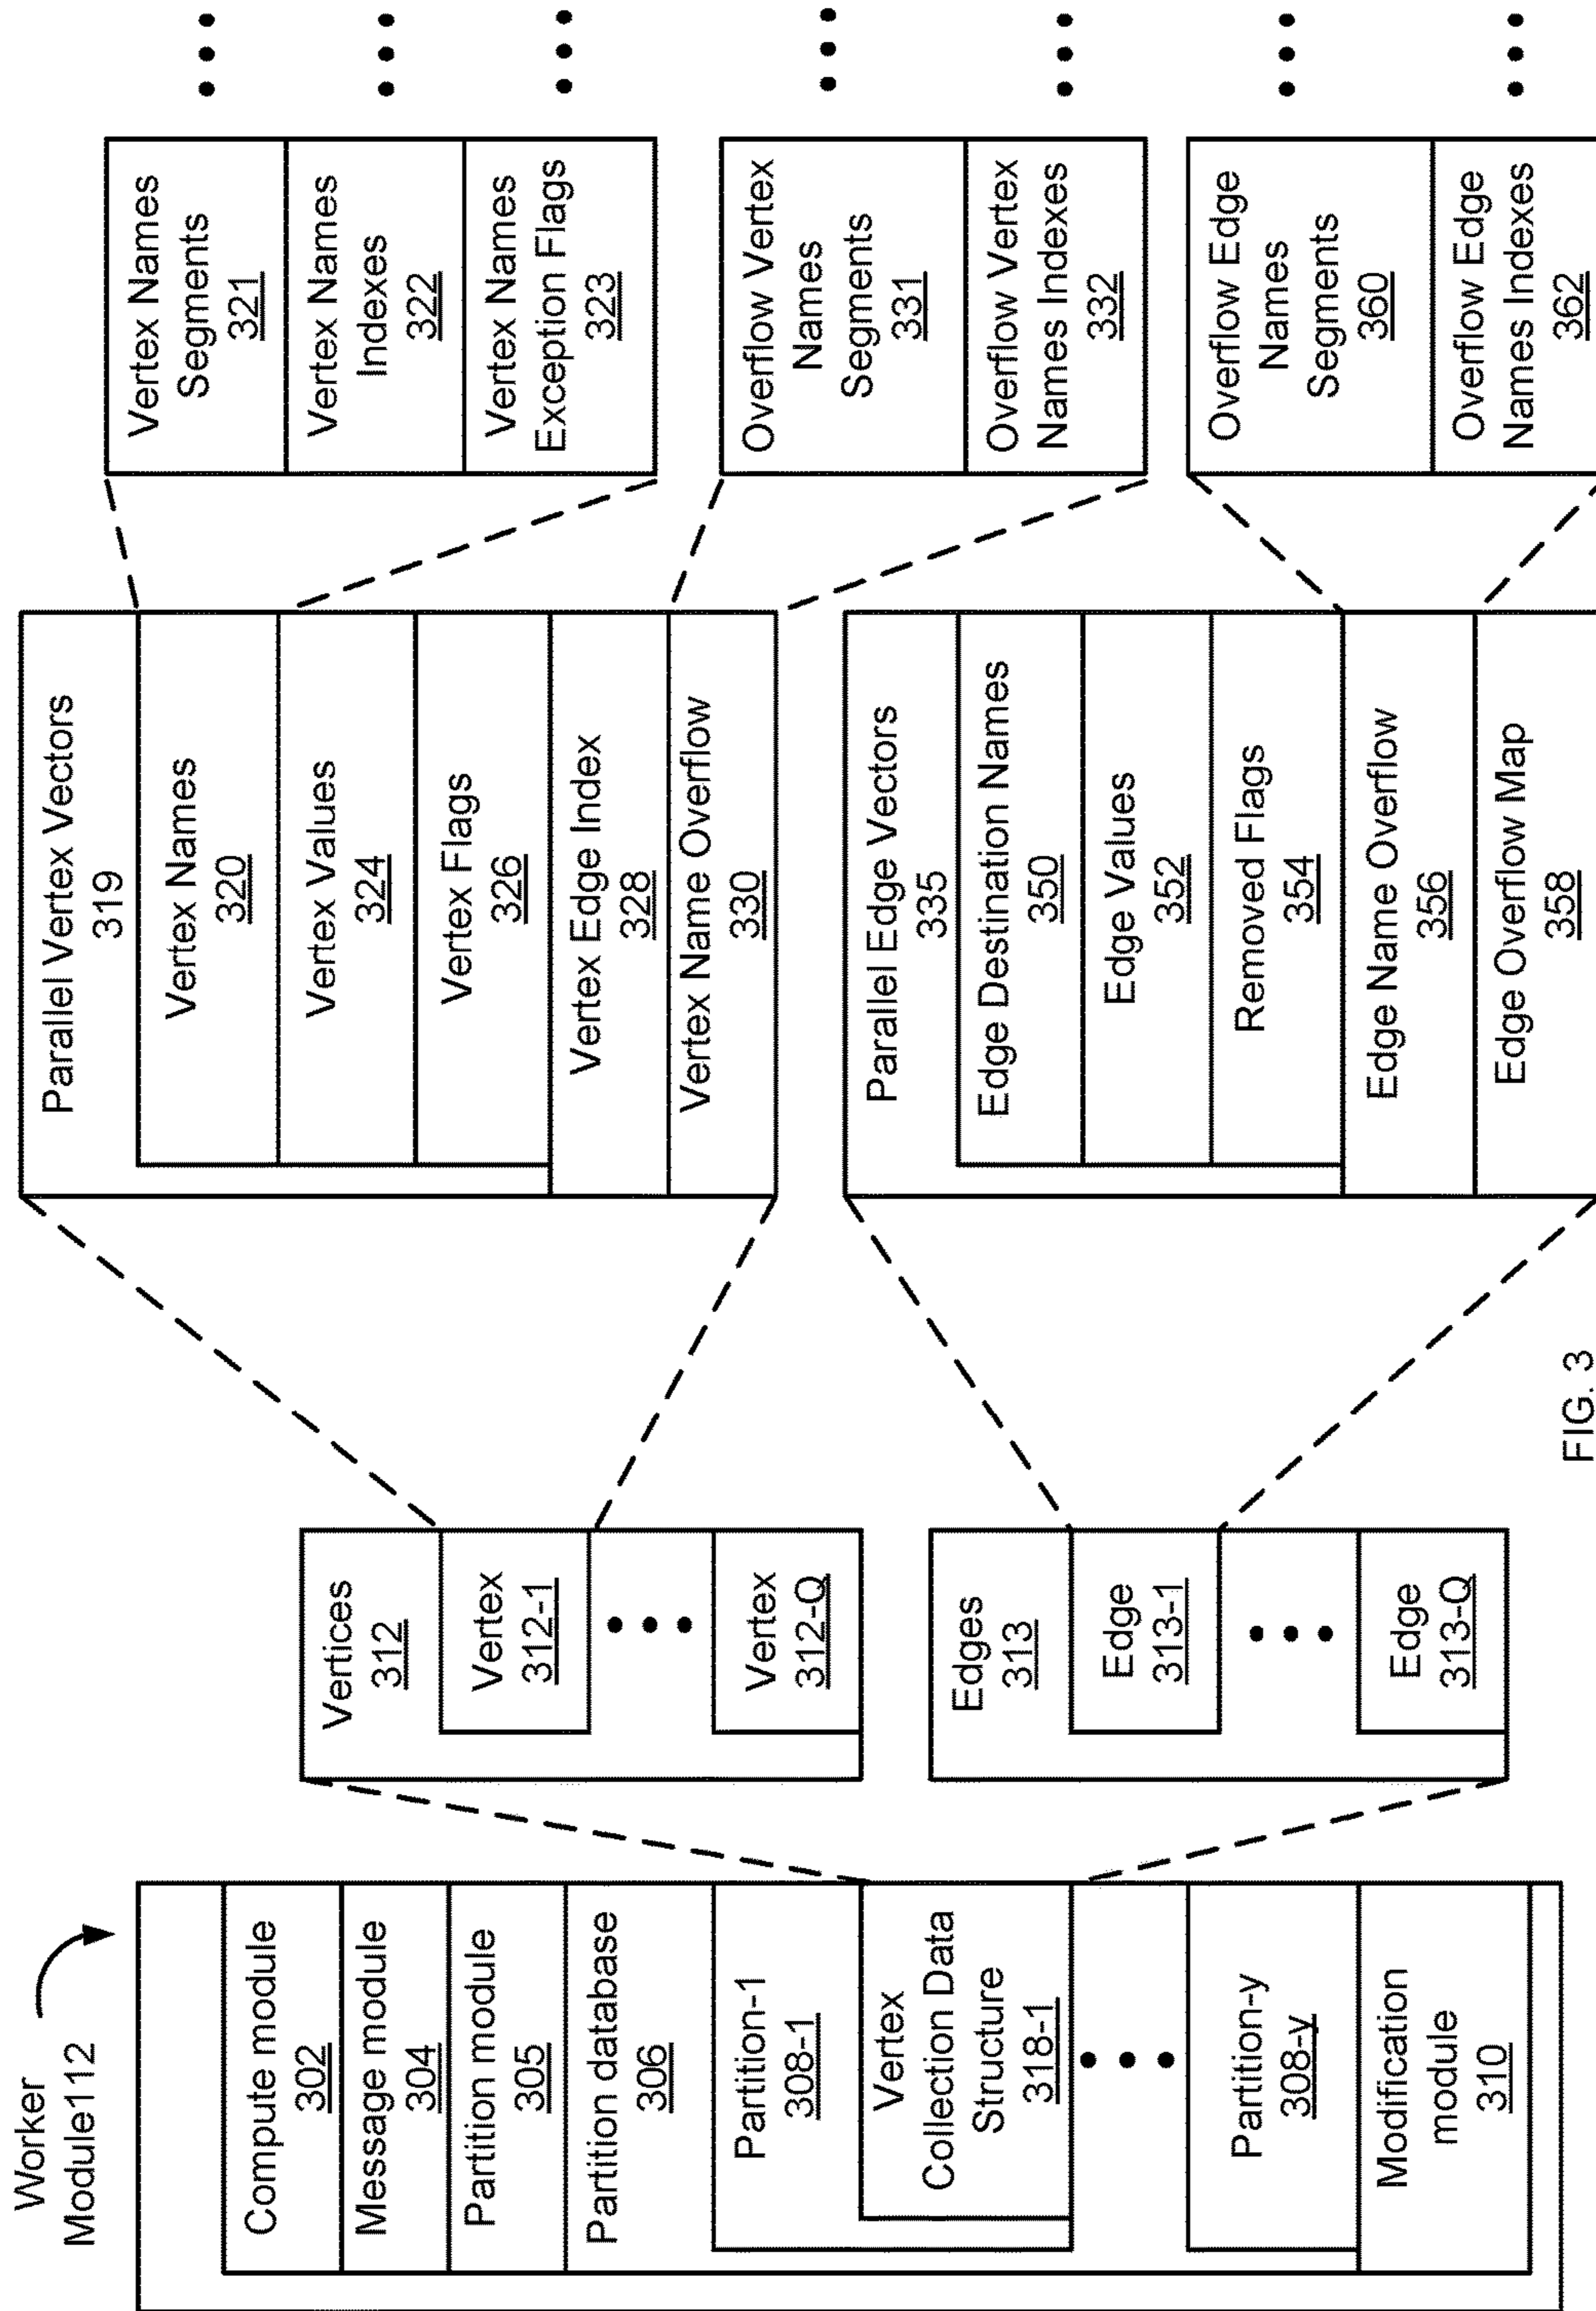 Worker
Module112
Compute module
302
Message module
304
Partition module
305
Partition database
306
Partition-1
308-1
Vertex
Collection Data
Structure
318-1
Partition-y
308-y
Modification
module
310
Vertices
312
Vertex
312-1
Vertex
312-Q
Edges
313
Edge
313-1
Edge
313-Q
Parallel Vertex Vectors
319
Vertex Names
320
Vertex Values
324
Vertex Flags
326
Vertex Edge Index
328
Vertex Name Overflow
330
Parallel Edge Vectors
335
Edge Destination Names
350
Edge Values
352
Removed Flags
354
Edge Name Overflow
356
Edge Overflow Map
358
Vertex Names
Segments
321
Vertex Names
Indexes
322
Vertex Names
Exception Flags
323
Overflow Vertex
Names
Segments
331
Overflow Vertex
Names Indexes
332
Overflow Edge
Names
Segments
360
Overflow Edge
Names Indexes
362
FIG. 3